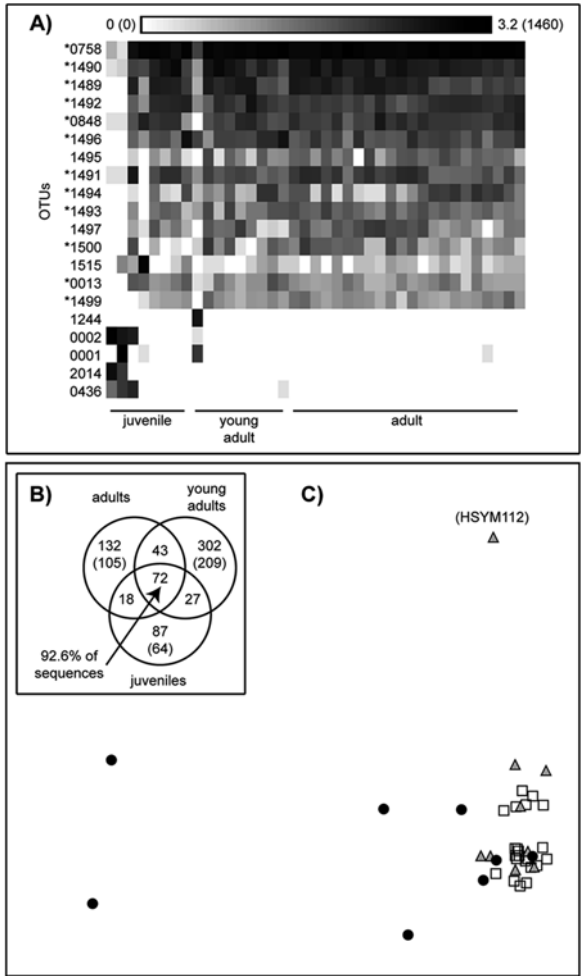 A)
0 (0)
3.2 (1460)
OTUs
*0758
*1490
*1489
*1492
*0848
*1496
1495
*1491
*1494
*1493
1497
*1500
1515
*0013
*1499
1244
0002
0001
2014
0436
juvenile
young
adult
adult
B)
adults
young
adults
132
(105)
43
302
(209)
72
18
27
87
(64)
92.6% of
sequences
juveniles
C)
(HSYM112)